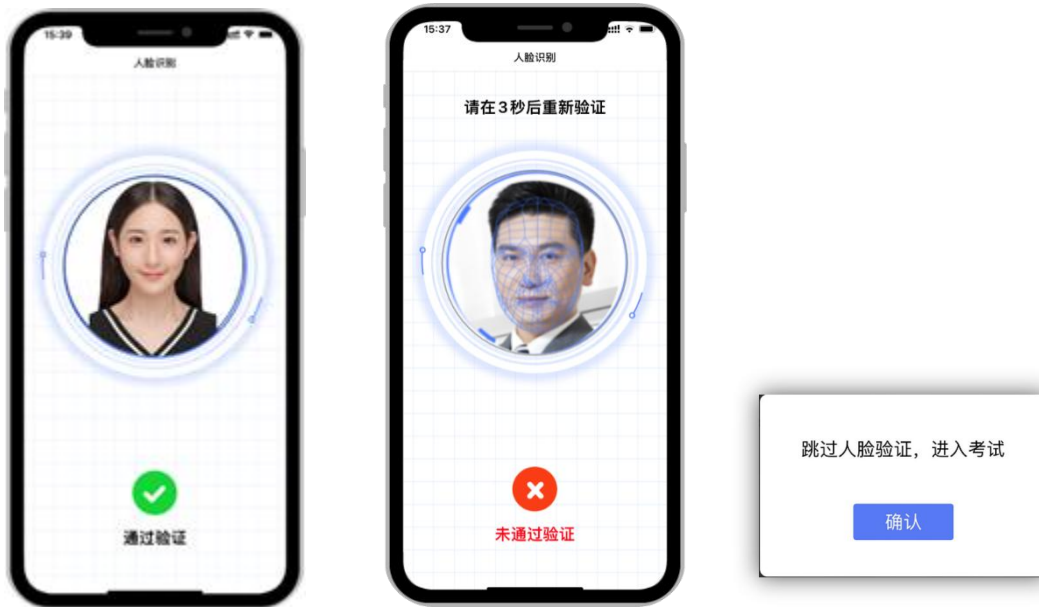 15:39
人脸识别
通过验证
15:37
人脸识别
请在3秒后重新验证
未通过验证
跳过人脸验证，进入考试
确认